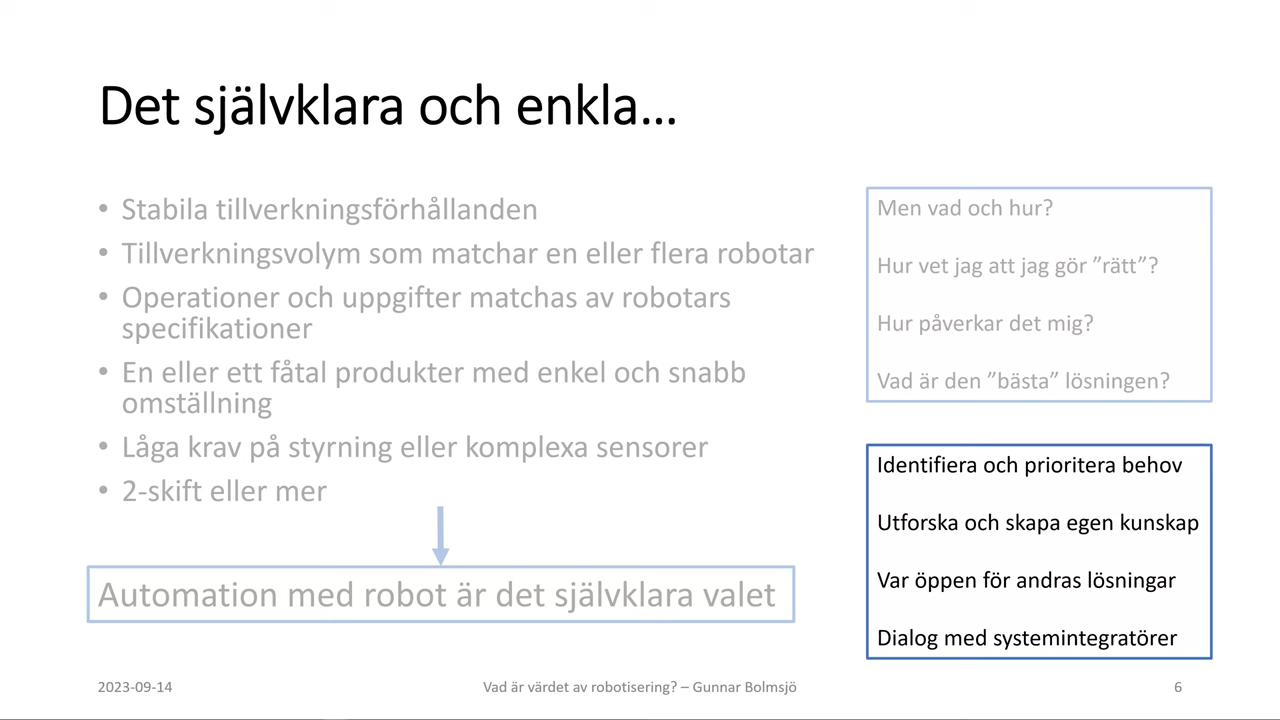 Det självklara och enkla…
• Stabila tillverkningsförhållanden
• Tillverkningsvolym som matchar en eller flera robotar
• Operationer och uppgifter matchas av robotars
specifikationer
• En eller ett fåtal produkter med enkel och snabb
omställning
• Låga krav på styrning eller komplexa sensorer
• 2-skift eller mer
Automation med robot är det självklara valet
Men vad och hur?
Hur vet jag att jag gör ”rätt”?
Hur påverkar det mig?
Vad är den ”bästa” lösningen?
Identifiera och prioritera behov
Utforska och skapa egen kunskap
Var öppen för andras lösningar
Dialog med systemintegratörer
2023-09-14
Vad är värdet av robotisering? – Gunnar Bolmsjö
6